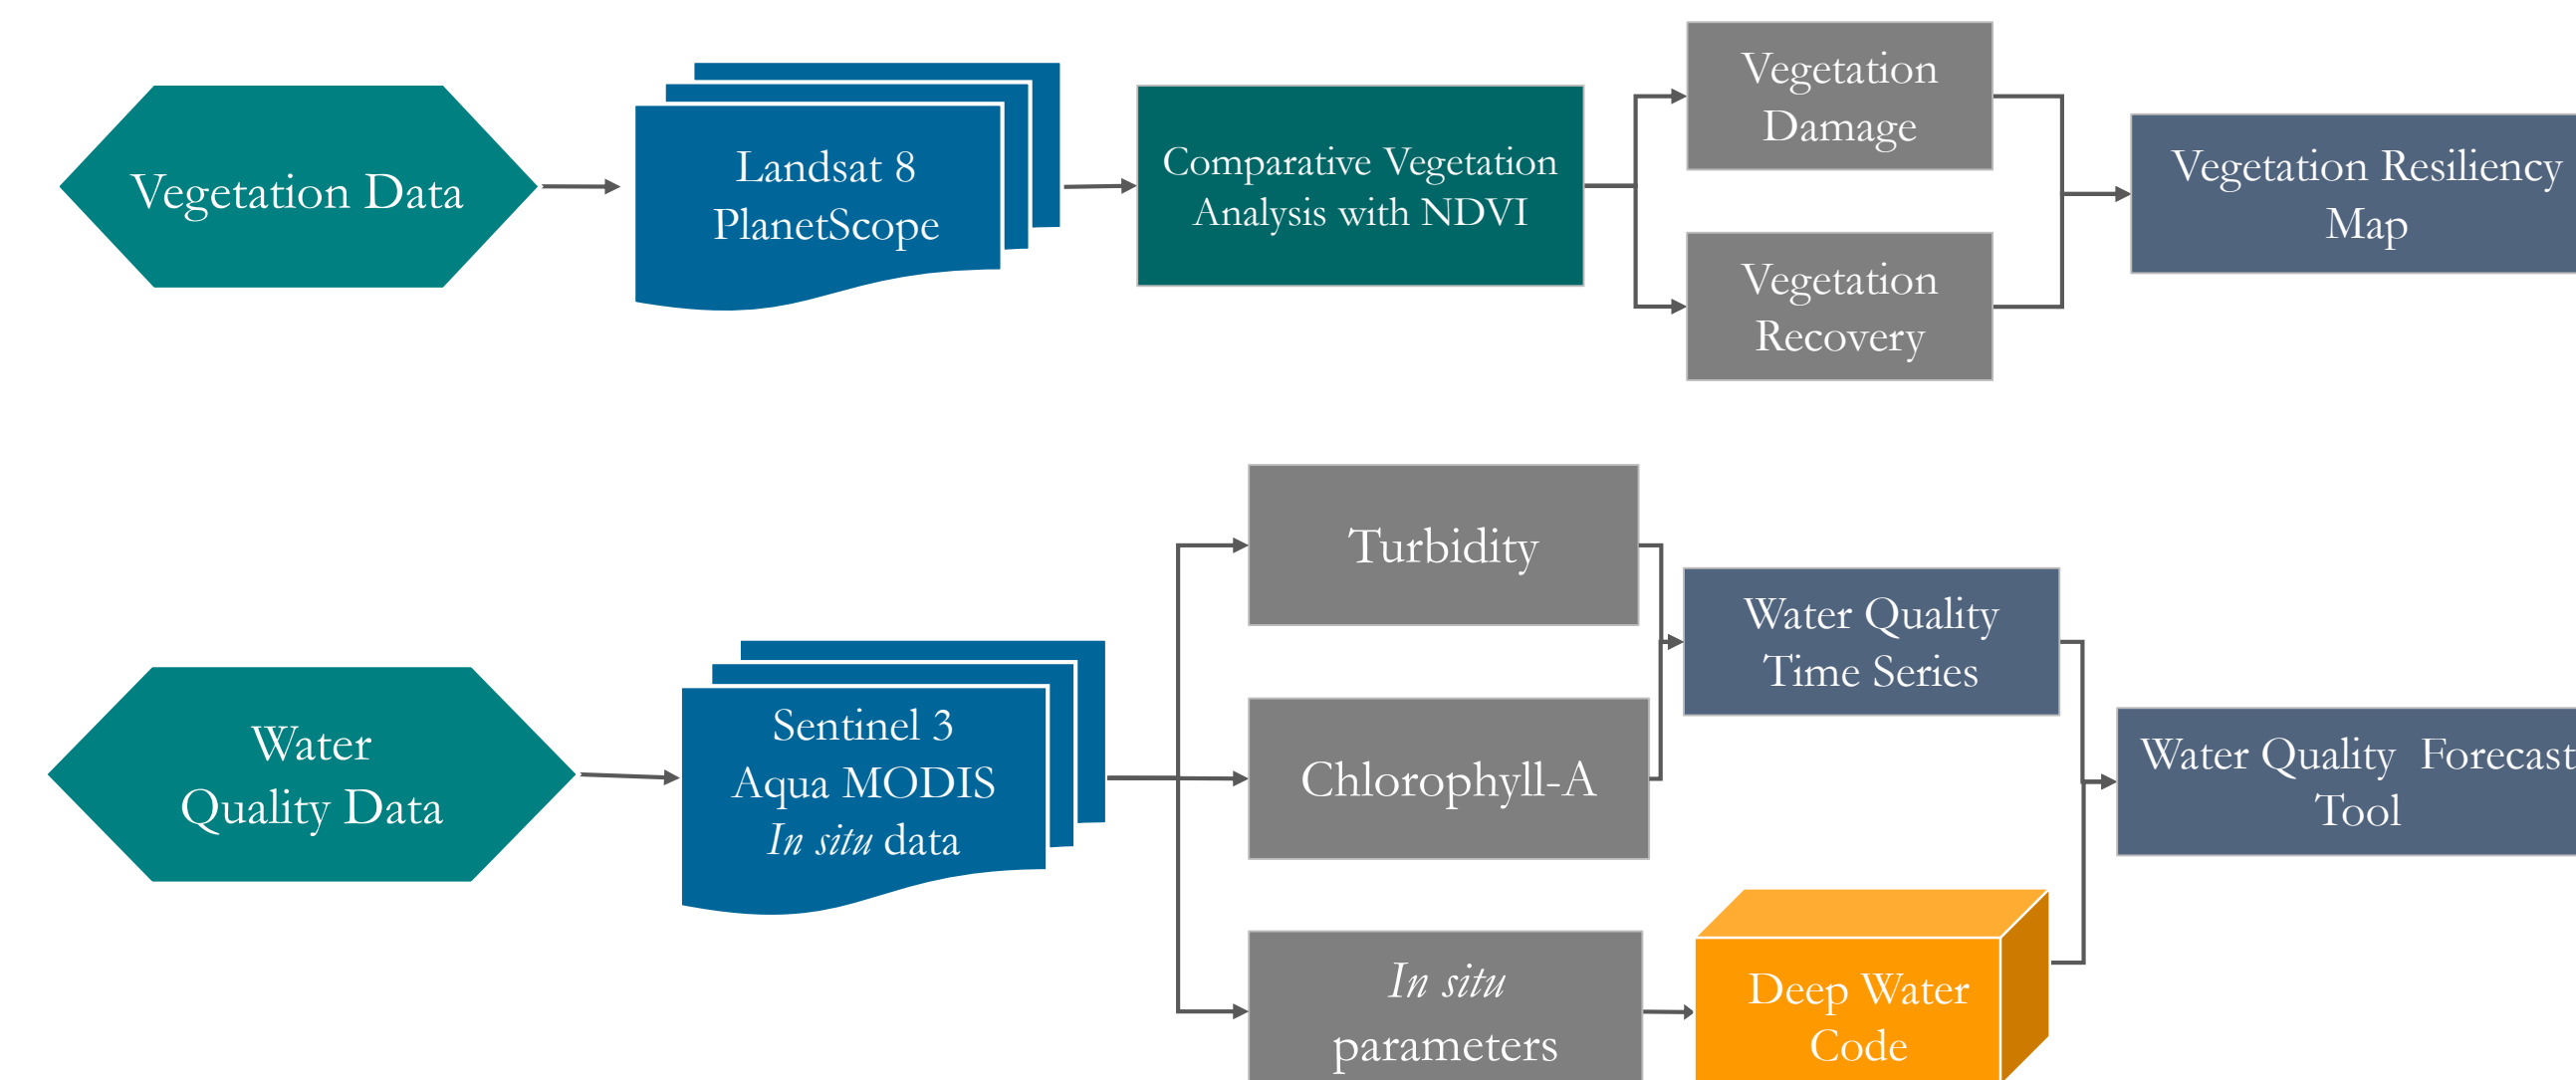 Vegetation Data
Landsat 8
PlanetScope
Comparative Vegetation
Analysis with NDVI
Vegetation
Damage
Vegetation
Recovery
Vegetation Resiliency
Map
Water
Quality Data
Sentinel 3
Aqua MODIS
In situ data
Turbidity
Chlorophyll-A
In situ
parameters
Water Quality
Time Series
Deep Water
Code
Water Quality  Forecast
Tool